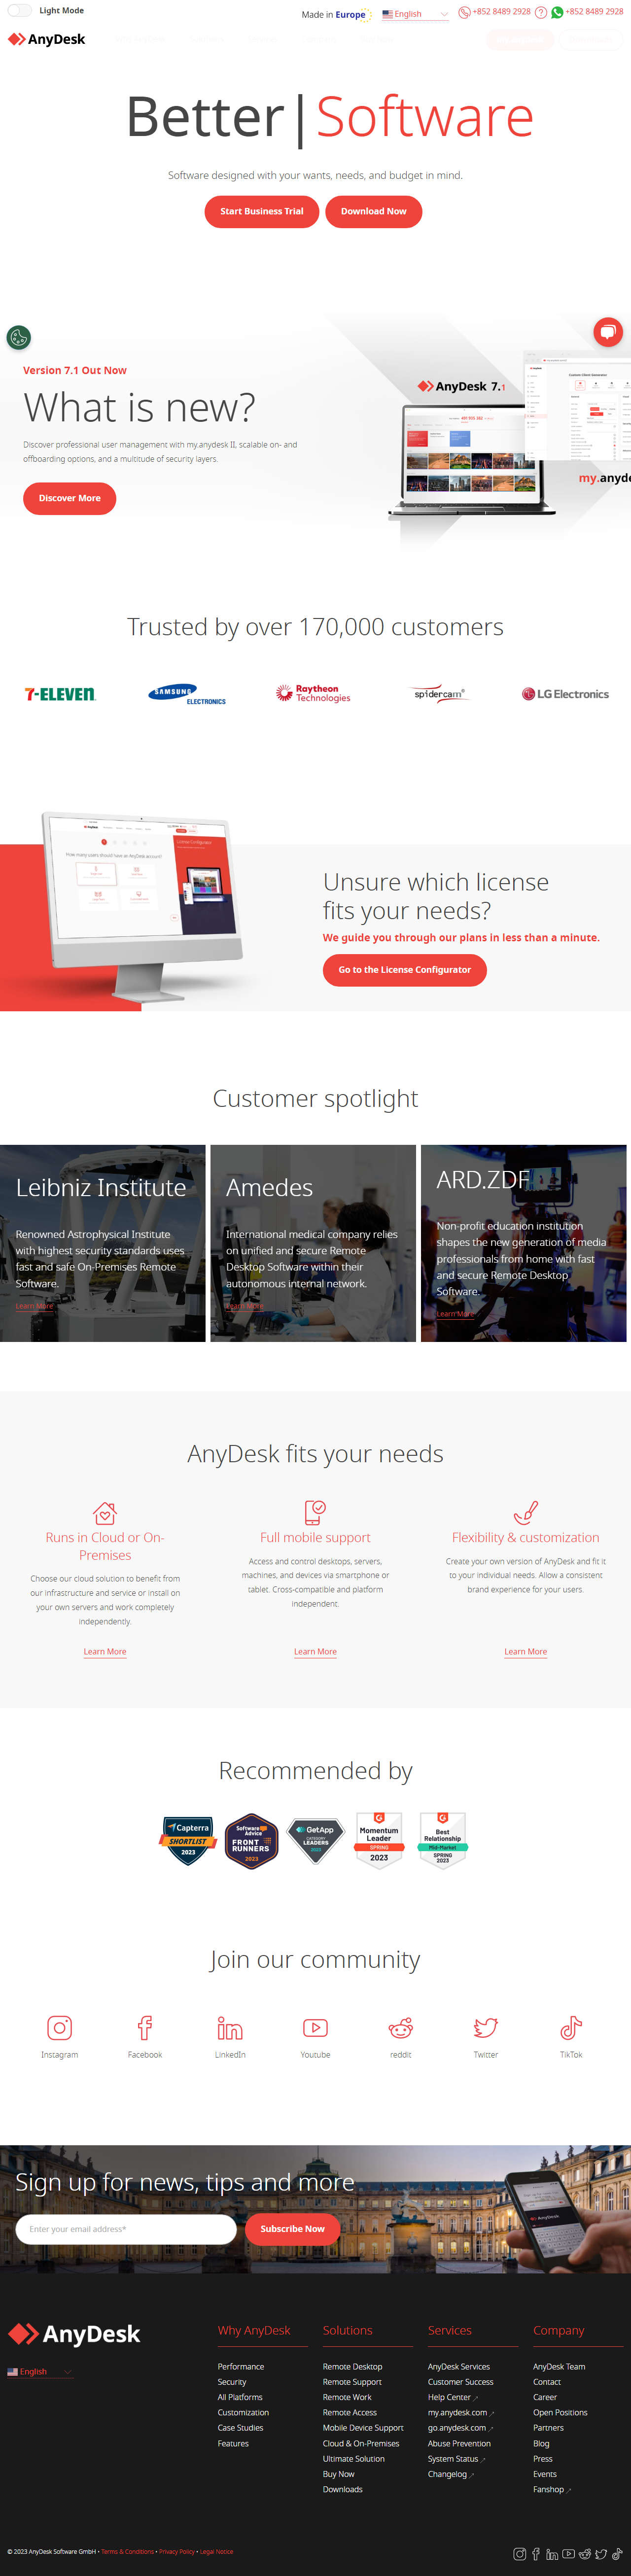 Light Mode
Made in Europe
English
+852 8489 2928
+852 8489 2928
AnyDesk
Better|Software
Software designed with your wants, needs, and budget in mind.
Start Business Trial
Download Now
Version 7.1 Out Now
What is new?
Discover professional user management with my.anydesk II, scalable on- and
offboarding options, and a multitude of security layers.
Discover More
AnyDesk 7.1
my.anyde
Trusted by over 170,000 customers
7-ELEVEN
SAMSUNG
ELECTRONICS
Raytheon
Technologies
spidercam
LG Electronics
How many users should have an AnyDesk account?
Unsure which license
fits your needs?
We guide you through our plans in less than a minute.
Go to the License Configurator
Customer spotlight
Leibniz Institute
Renowned Astrophysical Institute
with highest security standards uses
fast and safe On-Premises Remote
Software.
Learn More
Amedes
International medical company relies
on unified and secure Remote
Desktop Software within their
autonomous internal network.
Learn More
ARD.ZDF
Non-profit education institution
shapes the new generation of media
professionals from home with fast
and secure Remote Desktop
Software.
Learn More
AnyDesk fits your needs
Runs in Cloud or On-
Premises
Choose our cloud solution to benefit from
our infrastructure and service or install on
your own servers and work completely
independently.
Learn More
Full mobile support
Access and control desktops, servers,
machines, and devices via smartphone or
tablet. Cross-compatible and platform
independent.
Learn More
Flexibility & customization
Create your own version of AnyDesk and fit it
to your individual needs. Allow a consistent
brand experience for your users.
Learn More
Recommended by
Capterra
SHORTLIST
2023
Software Advice
FRONT
RUNNERS
2023
GetApp
CATEGORY
LEADERS
2023
Momentum
Leader
SPRING
2023
Best
Relationship
Mid-Market
SPRING
2023
Join our community
Instagram
Facebook
LinkedIn
Youtube
reddit
Twitter
TikTok
Sign up for news, tips and more
Enter your email address*
Subscribe Now
AnyDesk
AnyDesk
English
Why AnyDesk
Performance
Security
All Platforms
Customization
Case Studies
Features
Solutions
Remote Desktop
Remote Support
Remote Work
Remote Access
Mobile Device Support
Cloud & On-Premises
Ultimate Solution
Buy Now
Downloads
Services
AnyDesk Services
Customer Success
Help Center
my.anydesk.com
go.anydesk.com
Abuse Prevention
System Status
Changelog
Company
AnyDesk Team
Contact
Career
Open Positions
Partners
Blog
Press
Events
Fanshop
© 2023 AnyDesk Software GmbH • Terms & Conditions • Privacy Policy • Legal Notice